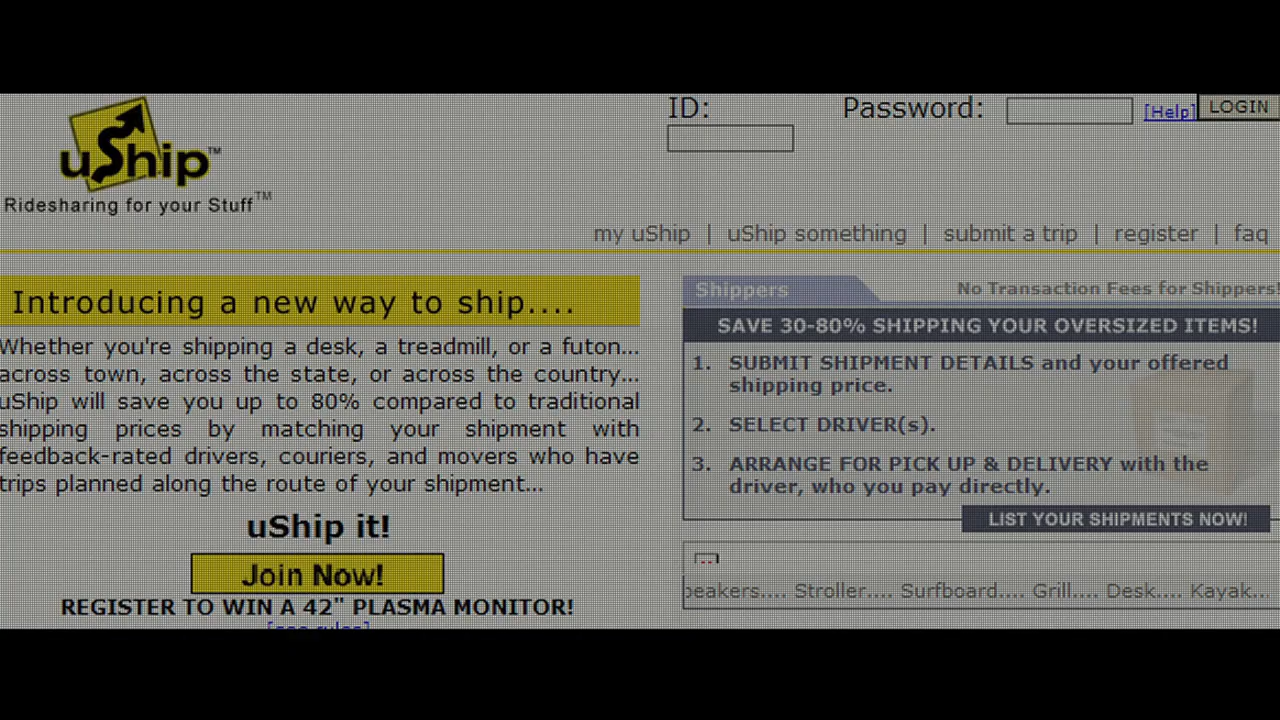 ID: Password: [Help] LOGIN
uShip™
Ridesharing for your Stuff™
my uShip | uShip something | submit a trip | register | faq
Introducing a new way to ship....
Whether you're shipping a desk, a treadmill, or a futon...
across town, across the state, or across the country...
uShip will save you up to 80% compared to traditional
shipping prices by matching your shipment with
feedback-rated drivers, couriers, and movers who have
trips planned along the route of your shipment...
uShip it!
Join Now!
REGISTER TO WIN A 42" PLASMA MONITOR!
Shippers No Transaction Fees for Shippers!
SAVE 30-80% SHIPPING YOUR OVERSIZED ITEMS!
1. SUBMIT SHIPMENT DETAILS and your offered
shipping price.
2. SELECT DRIVER(s).
3. ARRANGE FOR PICK UP & DELIVERY with the
driver, who you pay directly.
LIST YOUR SHIPMENTS NOW!
peakers.... Stroller.... Surfboard.... Grill.... Desk.... Kayak...